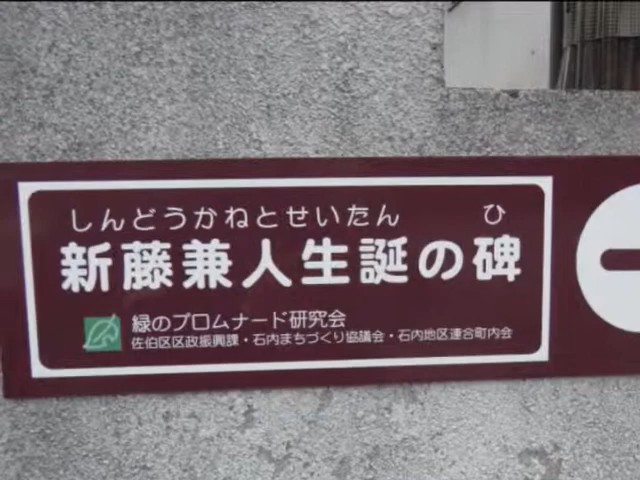 しんどうかねとせいたん ひ
新藤兼人生誕の碑
緑のプロムナード研究会
佐伯区区政振興課・石内まちづくり協議会・石内地区連合町内会